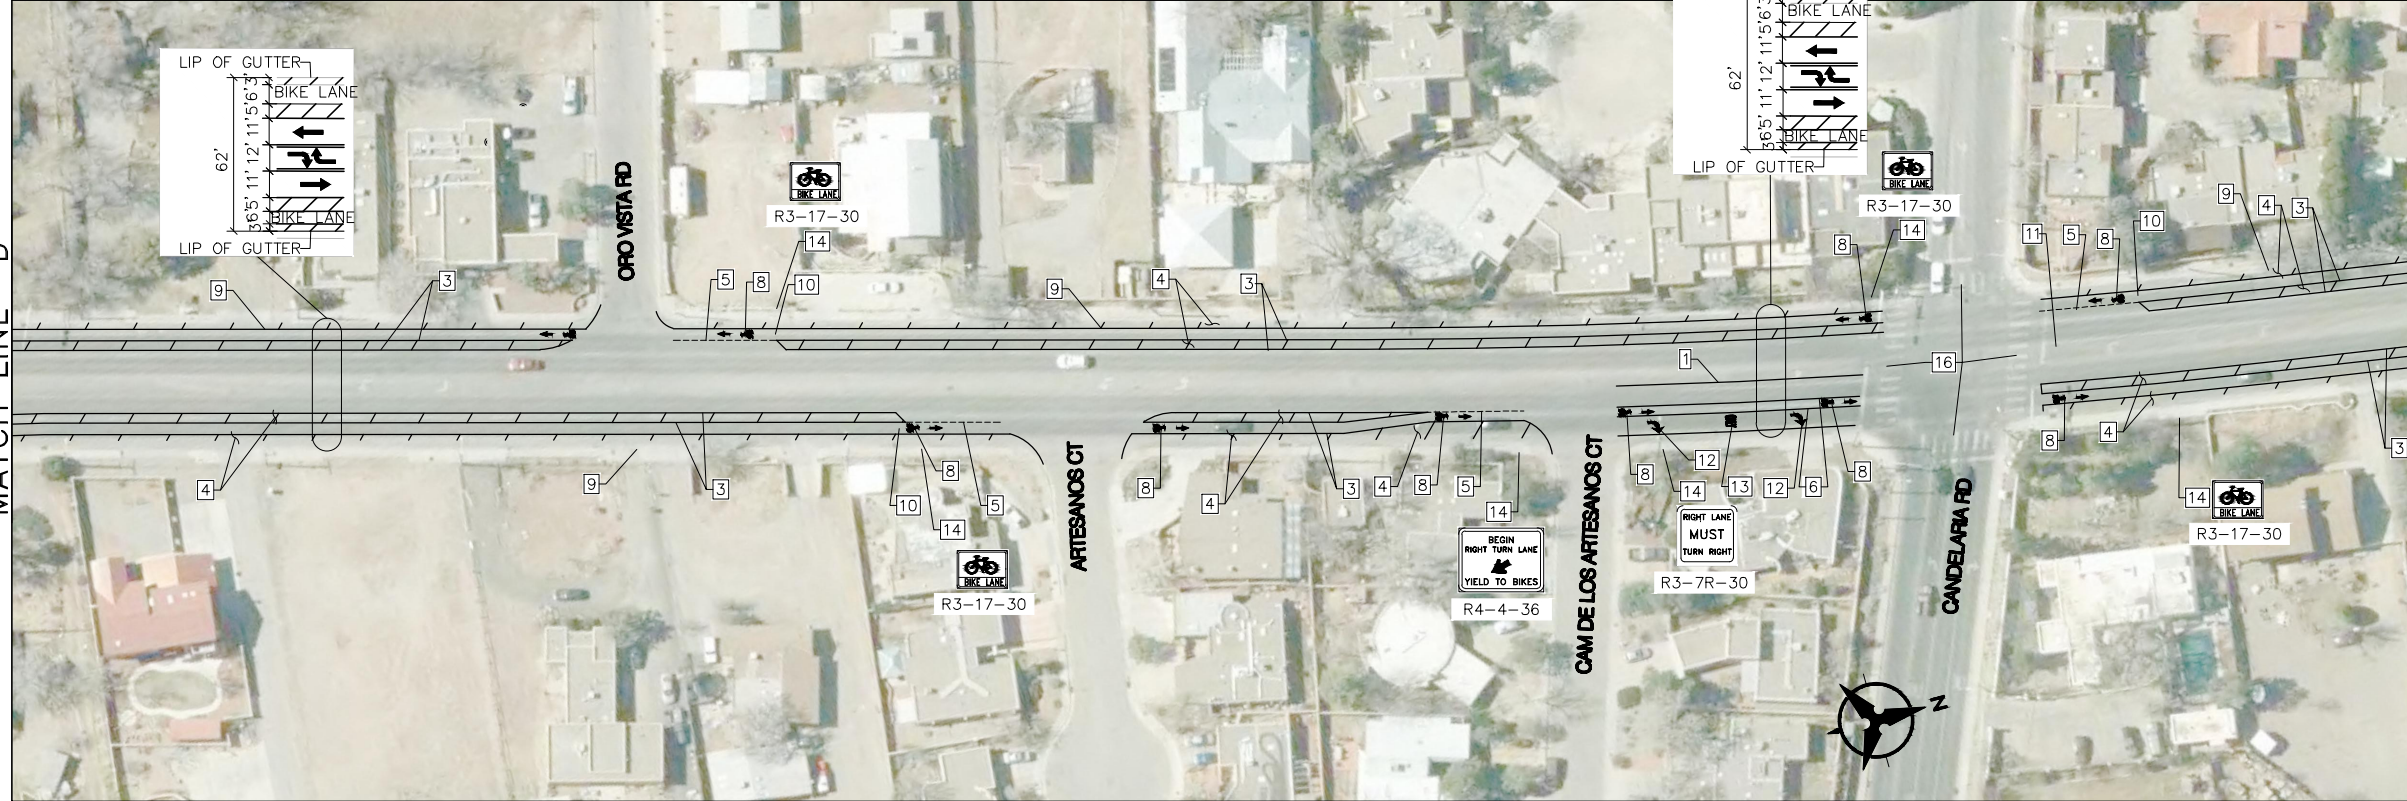 MATCH LINE
LIP OF GUTTER
BIKE LANE
62'
3'
6'
5'
11'
12'
11'
5'
6'
3'
BIKE LANE
LIP OF GUTTER
ORO VISTA RD
BIKE LANE
R3-17-30
14
BIKE LANE
62'
3'
6'
5'
11'
12'
11'
5'
6'
3'
BIKE LANE
LIP OF GUTTER
BIKE LANE
R3-17-30
14
8
9
3
5
8
10
9
4
3
11
5
8
10
9
4
3
1
16
4
9
3
10
8
14
5
BIKE LANE
R3-17-30
ARTESANOS CT
8
4
3
4
8
5
14
BEGIN
RIGHT TURN LANE
YIELD TO BIKES
R4-4-36
CAM DE LOS ARTESANOS CT
8
12
14
13
12
6
8
RIGHT LANE
MUST
TURN RIGHT
R3-7R-30
CANDELARIA RD
8
4
14
BIKE LANE
R3-17-30
3
N